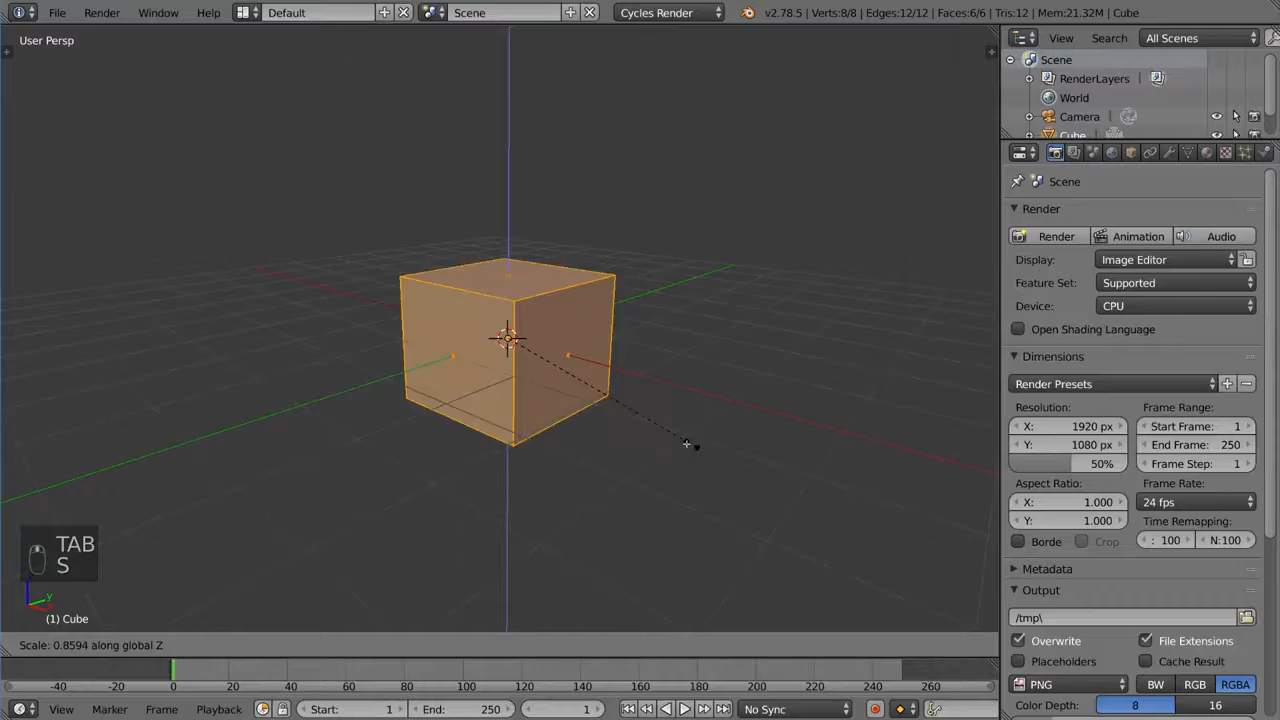 File Render Window Help Default Scene Cycles Render v2.78.5 | Verts:8/8 | Edges:12/12 | Faces:6/6 | Tris:12 | Mem:21.32M | Cube
User Persp
View Search All Scenes
Scene
RenderLayers
World
Camera
Cube
Scene
Render
Render Animation Audio
Display: Image Editor
Feature Set: Supported
Device: CPU
Open Shading Language
Dimensions
Render Presets
Resolution: Frame Range:
X: 1920 px Start Frame: 1
Y: 1080 px End Frame: 250
50% Frame Step: 1
Aspect Ratio: Frame Rate:
X: 1.000 24 fps
Y: 1.000 Time Remapping:
Borde Crop : 100 N:100
TAB
S
Metadata
Output
z
y
(1) Cube
/tmp\
Scale: 0.8594 along global Z
Overwrite File Extensions
Placeholders Cache Result
PNG BW RGB RGBA
Color Depth: 8 16
-40 -20 0 20 40 60 80 100 120 140 160 180 200 220 240 260
View Marker Frame Playback Start: 1 End: 250 1 No Sync